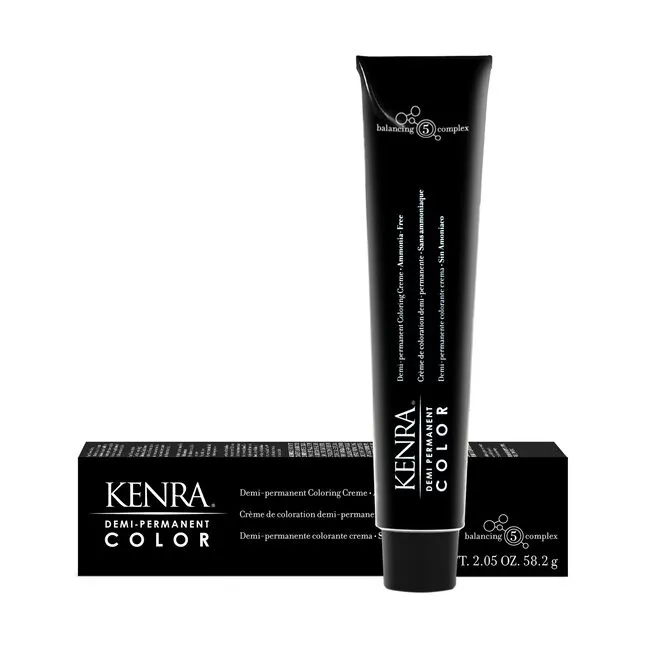 balancing 5 complex
Demi-permanent Coloring Creme • Ammonia-Free
Crème de coloration demi-permanente • Sans ammoniaque
Demi-permanente colorante crema • Sin Amoníaco
KENRA®
DEMI PERMANENT
COLOR
KENRA®
DEMI-PERMANENT
COLOR
Demi-permanent Coloring Creme •
Crème de coloration demi-permanente
Demi-permanente colorante crema • S
balancing 5 complex
T. 2.05 OZ. 58.2 g